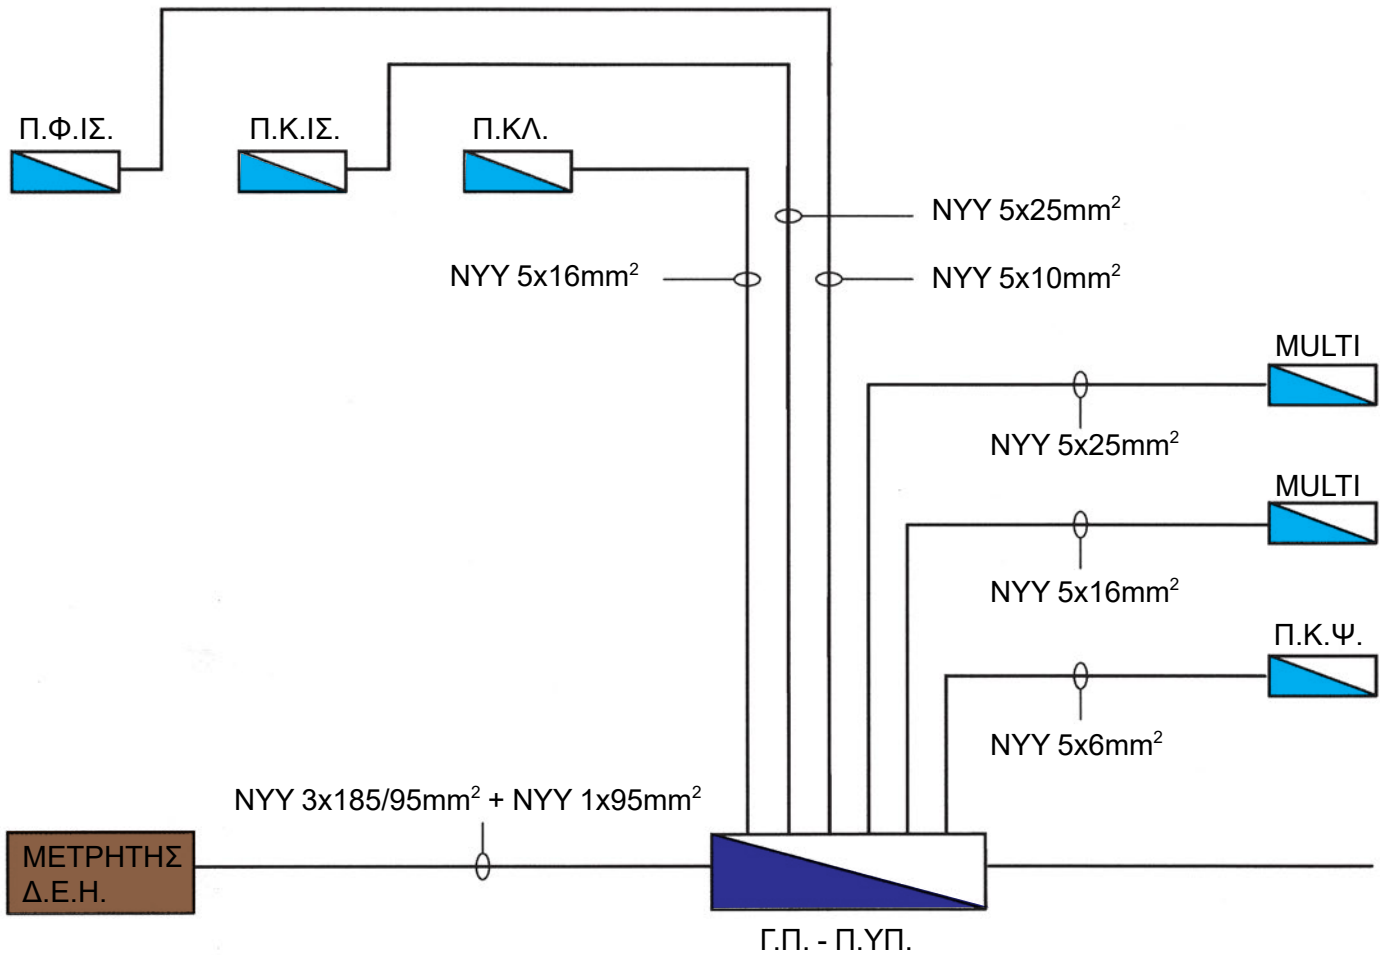 Π.Φ.ΙΣ.
Π.Κ.ΙΣ.
Π.ΚΛ.
NYY 5x25mm²
NYY 5x16mm²
NYY 5x10mm²
MULTI
NYY 5x25mm²
MULTI
NYY 5x16mm²
Π.Κ.Ψ.
NYY 5x6mm²
NYY 3x185/95mm² + NYY 1x95mm²
ΜΕΤΡΗΤΗΣ
Δ.Ε.Η.
Γ.Π. - Π.ΥΠ.